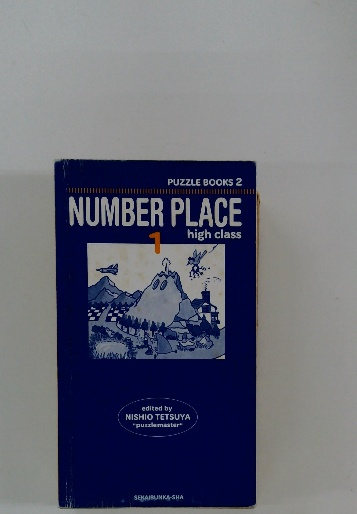 PUZZLE BOOKS 2
NUMBER PLACE
1 high class
edited by
NISHIO TETSUYA
"puzzlemaster"
SEKAIBUNKA-SHA